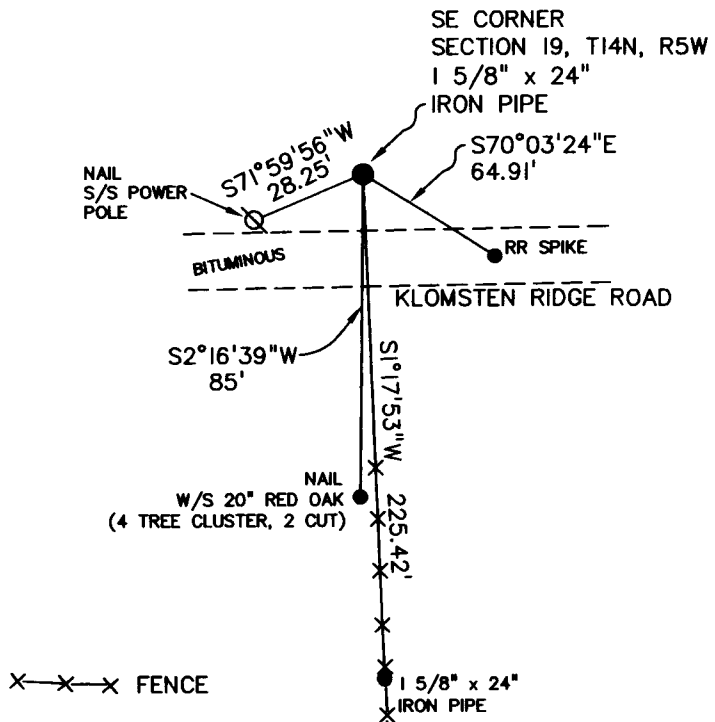 SE CORNER
SECTION 19, T14N, R5W
1 5/8" x 24"
IRON PIPE
S71°59'56"W
28.25'
S70°03'24"E
64.91'
NAIL
S/S POWER
POLE
RR SPIKE
BITUMINOUS
KLOMSTEN RIDGE ROAD
S2°16'39"W
85'
S1°17'53"W
225.42'
NAIL
W/S 20" RED OAK
(4 TREE CLUSTER, 2 CUT)
FENCE
1 5/8" x 24"
IRON PIPE